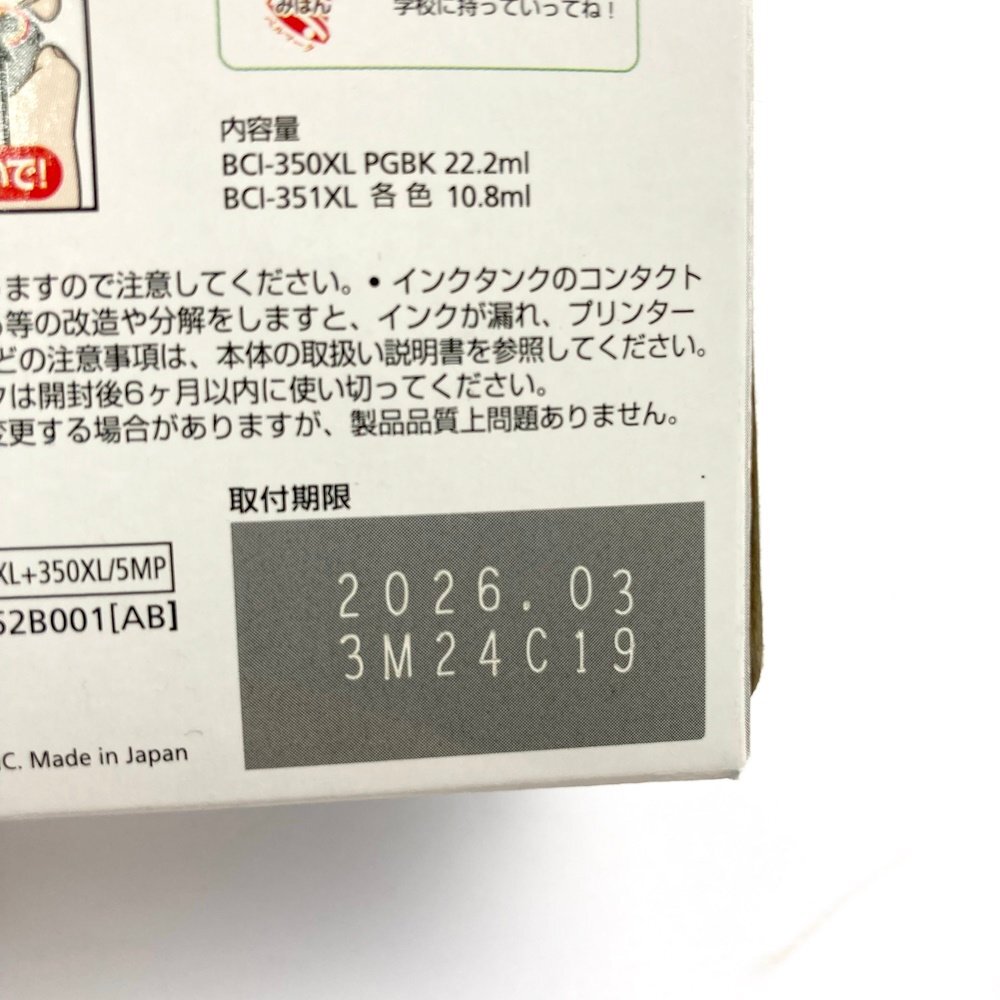 みほん
ベルマーク
学校に持っていってね!
内容量
BCI-350XL PGBK 22.2ml
BCI-351XL 各色 10.8ml
ますので注意してください。• インクタンクのコンタクト
等の改造や分解をしますと、インクが漏れ、プリンター
どの注意事項は、本体の取扱い説明書を参照してください。
は開封後6ヶ月以内に使い切ってください。
変更する場合がありますが、製品品質上問題ありません。
取付期限
XL+350XL/5MP
52B001[AB]
2026.03
3M24C19
C. Made in Japan